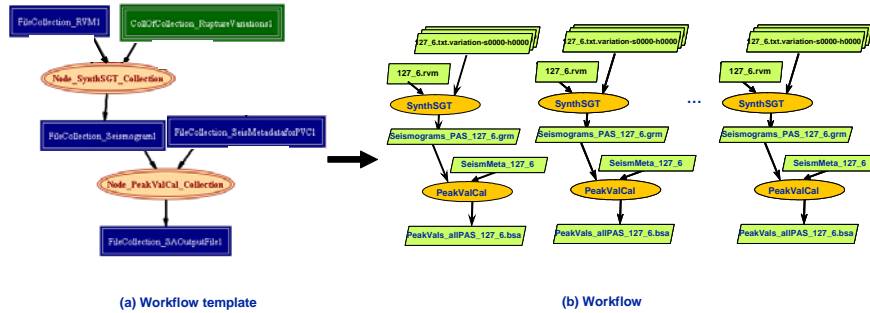 FileCollection_RVM1
CollOfCollection_RuptureVariations1
Node_SynthSGT_Collection
FileCollection_Seismogram1
FileCollection_SeisMetadataforPVC1
Node_PeakValCal_Collection
FileCollection_SAOutputFile1
(a) Workflow template
127_6.txt.variation-s0000-h0000
127_6.rvm
SynthSGT
Seismograms_PAS_127_6.grm
SeismMeta_127_6
PeakValCal
PeakVals_allPAS_127_6.bsa
127_6.txt.variation-s0000-h0000
127_6.rvm
SynthSGT
Seismograms_PAS_127_6.grm
SeismMeta_127_6
PeakValCal
PeakVals_allPAS_127_6.bsa
...
127_6.txt.variation-s0000-h0000
127_6.rvm
SynthSGT
Seismograms_PAS_127_6.grm
SeismMeta_127_6
PeakValCal
PeakVals_allPAS_127_6.bsa
(b) Workflow